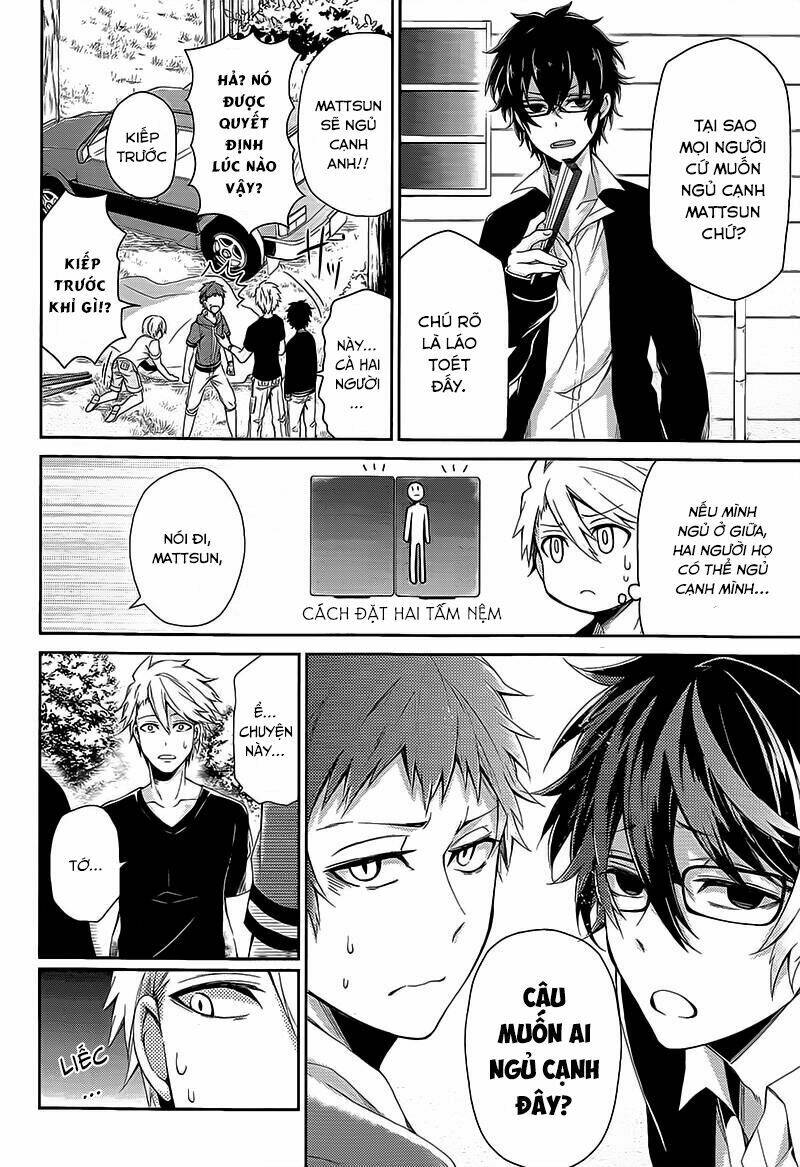 TẠI SAO
MỌI NGƯỜI
CỨ MUỐN
NGỦ CẠNH
MATTSUN
CHỨ?
CHÚ RÕ
LÀ LÁO
TOÉT
ĐẤY.
MATTSUN
SẼ NGỦ
CẠNH
ANH!!
HẢ? NÓ
ĐƯỢC
QUYẾT
ĐỊNH
LÚC NÀO
VẬY?
KIẾP
TRƯỚC
KIẾP
TRƯỚC
KHỈ GÌ!?
NÀY...
CẢ HAI
NGƯỜI
...
NẾU MÌNH
NGỦ Ở GIỮA,
HAI NGƯỜI HỌ
CÓ THỂ NGỦ
CẠNH MÌNH...
CÁCH ĐẶT HAI TẤM NỆM
NÓI ĐI,
MATTSUN,
CẬU
MUỐN AI
NGỦ CẠNH
ĐÂY?
Ề...
CHUYỆN
NÀY...
TỚ...
LIẾC
...